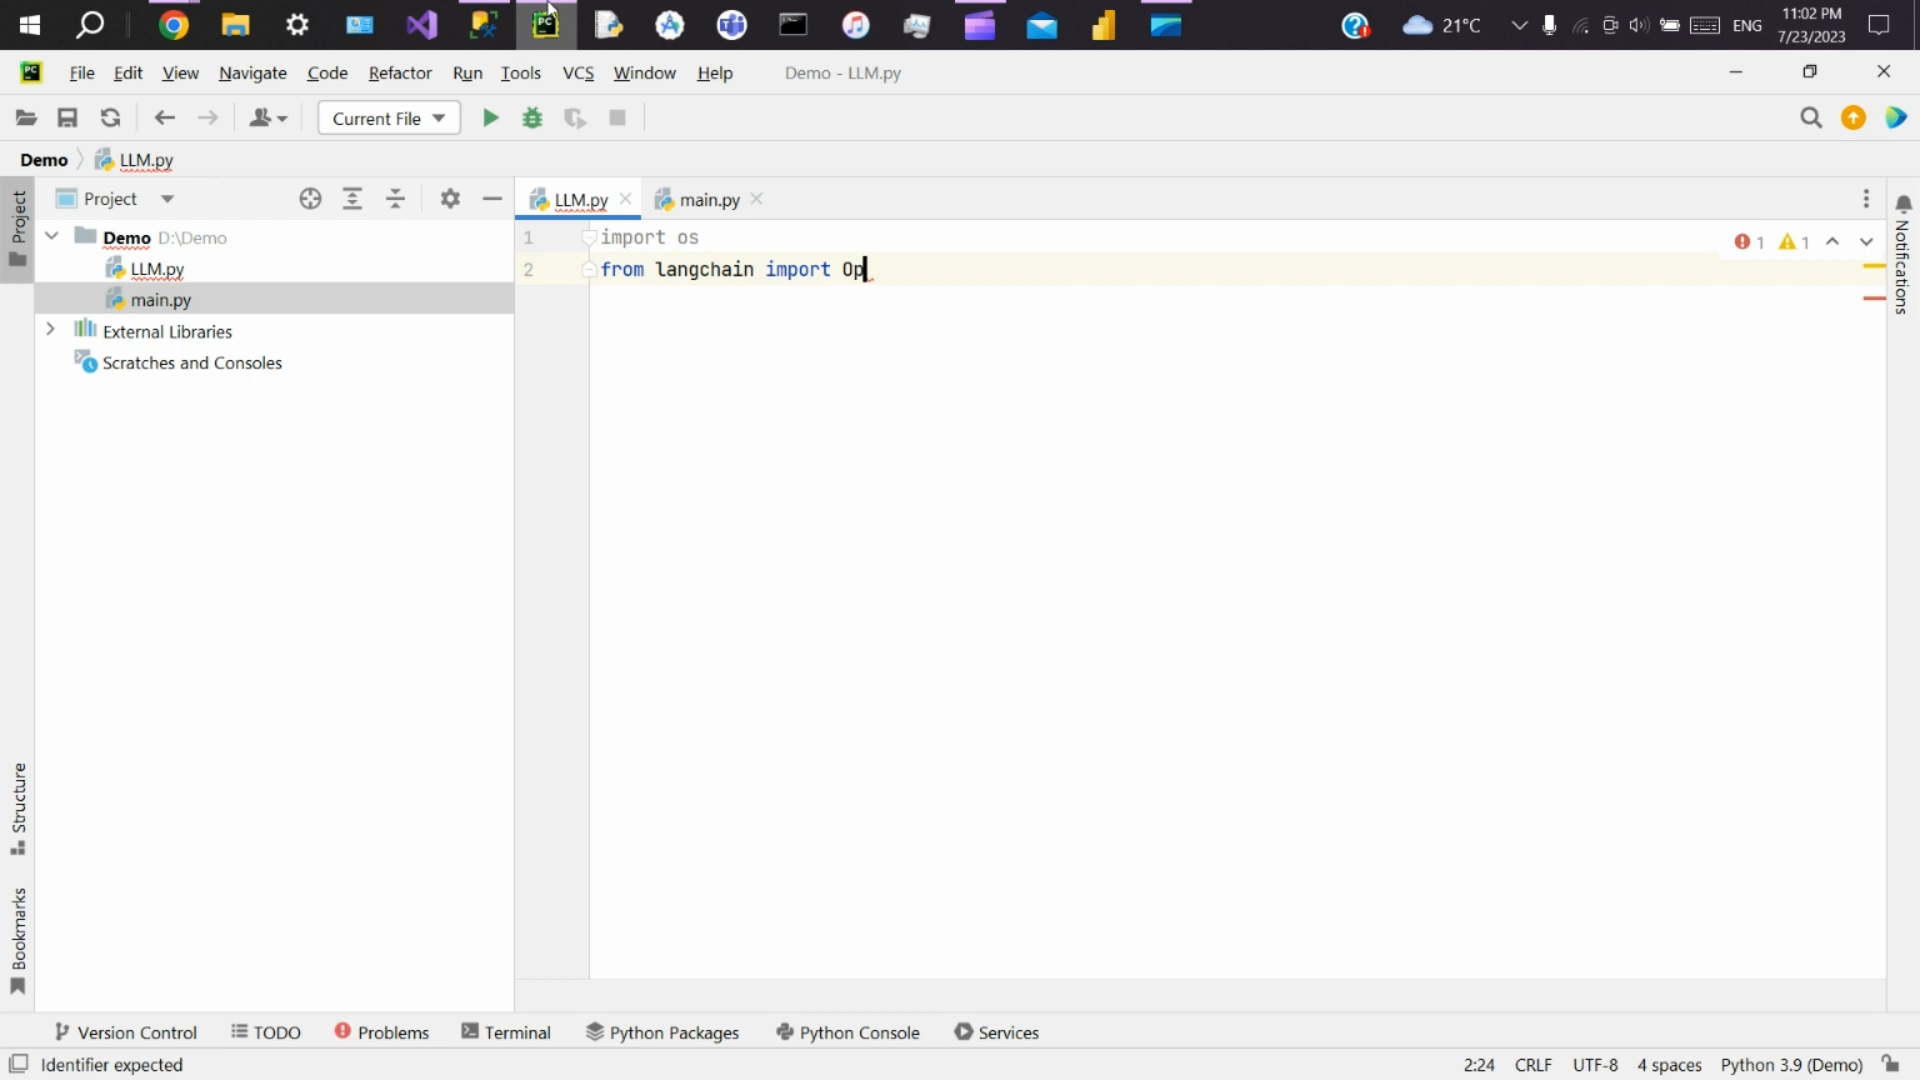 PC
21°C
ENG
11:02 PM
7/23/2023
PC
File Edit View Navigate Code Refactor Run Tools VCS Window Help Demo - LLM.py
Current File
Demo LLM.py
Project
Project
LLM.py
main.py
Notifications
Demo D:\Demo
LLM.py
main.py
External Libraries
Scratches and Consoles
1 import os
2 from langchain import Op
1 1
Structure
Bookmarks
Version Control TODO Problems Terminal Python Packages Python Console Services
Identifier expected 2:24 CRLF UTF-8 4 spaces Python 3.9 (Demo)